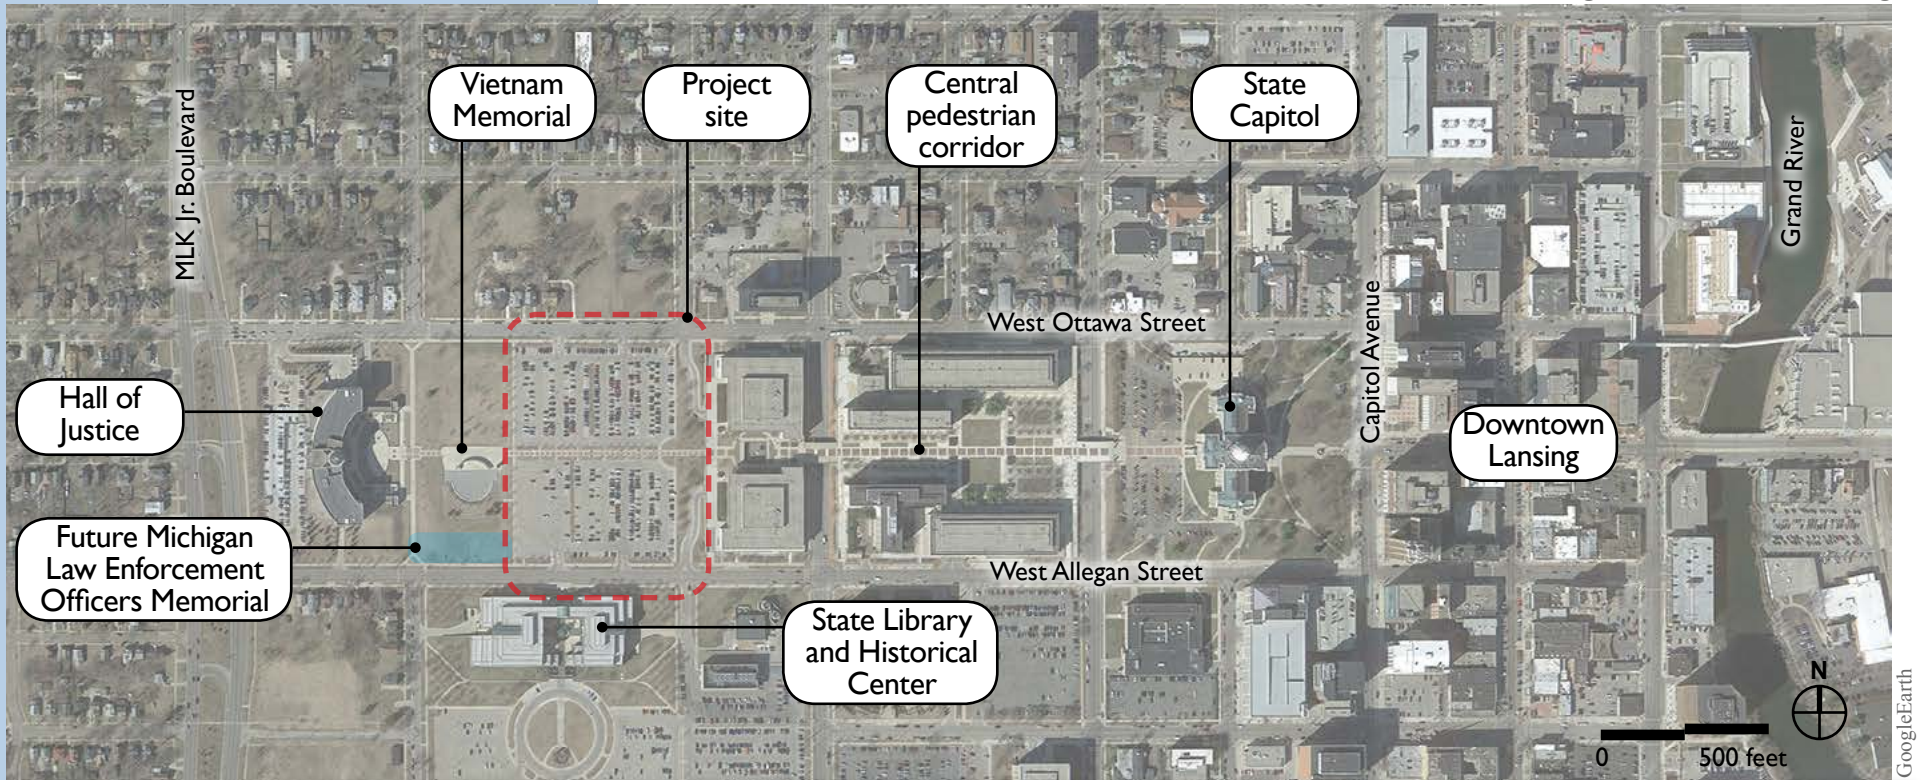 Vietnam
Memorial
Project
site
Central
pedestrian
corridor
State
Capitol
MLK Jr. Boulevard
Grand River
West Ottawa Street
Capitol Avenue
Hall of
Justice
Downtown
Lansing
Future Michigan
Law Enforcement
Officers Memorial
West Allegan Street
State Library
and Historical
Center
N
0
500 feet
GoogleEarth